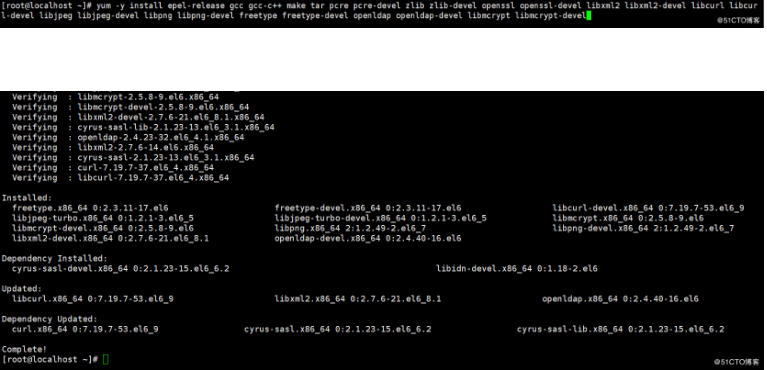 [root@localhost ~]# yum -y install epel-release gcc gcc-c++ make tar pcre pcre-devel zlib zlib-devel openssl openssl-devel libxml2 libxml2-devel libcurl libcur
l-devel libjpeg libjpeg-devel libpng libpng-devel freetype freetype-devel openldap openldap-devel libmcrypt libmcrypt-devel
@51CTO博客
Verifying : libmcrypt-2.5.8-9.el6.x86_64
Verifying : libmcrypt-devel-2.5.8-9.el6.x86_64
Verifying : libxml2-devel-2.7.6-21.el6_8.1.x86_64
Verifying : cyrus-sasl-lib-2.1.23-13.el6_3.1.x86_64
Verifying : openldap-2.4.23-32.el6_4.1.x86_64
Verifying : libxml2-2.7.6-14.el6.x86_64
Verifying : cyrus-sasl-2.1.23-13.el6_3.1.x86_64
Verifying : curl-7.19.7-37.el6_4.x86_64
Verifying : libcurl-7.19.7-37.el6_4.x86_64
Installed:
freetype.x86_64 0:2.3.11-17.el6 freetype-devel.x86_64 0:2.3.11-17.el6 libcurl-devel.x86_64 0:7.19.7-53.el6_9
libjpeg-turbo.x86_64 0:1.2.1-3.el6_5 libjpeg-turbo-devel.x86_64 0:1.2.1-3.el6_5 libmcrypt.x86_64 0:2.5.8-9.el6
libmcrypt-devel.x86_64 0:2.5.8-9.el6 libpng.x86_64 2:1.2.49-2.el6_7 libpng-devel.x86_64 2:1.2.49-2.el6_7
libxml2-devel.x86_64 0:2.7.6-21.el6_8.1 openldap-devel.x86_64 0:2.4.40-16.el6
Dependency Installed:
cyrus-sasl-devel.x86_64 0:2.1.23-15.el6_6.2 libidn-devel.x86_64 0:1.18-2.el6
Updated:
libcurl.x86_64 0:7.19.7-53.el6_9 libxml2.x86_64 0:2.7.6-21.el6_8.1 openldap.x86_64 0:2.4.40-16.el6
Dependency Updated:
curl.x86_64 0:7.19.7-53.el6_9 cyrus-sasl.x86_64 0:2.1.23-15.el6_6.2 cyrus-sasl-lib.x86_64 0:2.1.23-15.el6_6.2
Complete!
[root@localhost ~]#
@51CTO博客